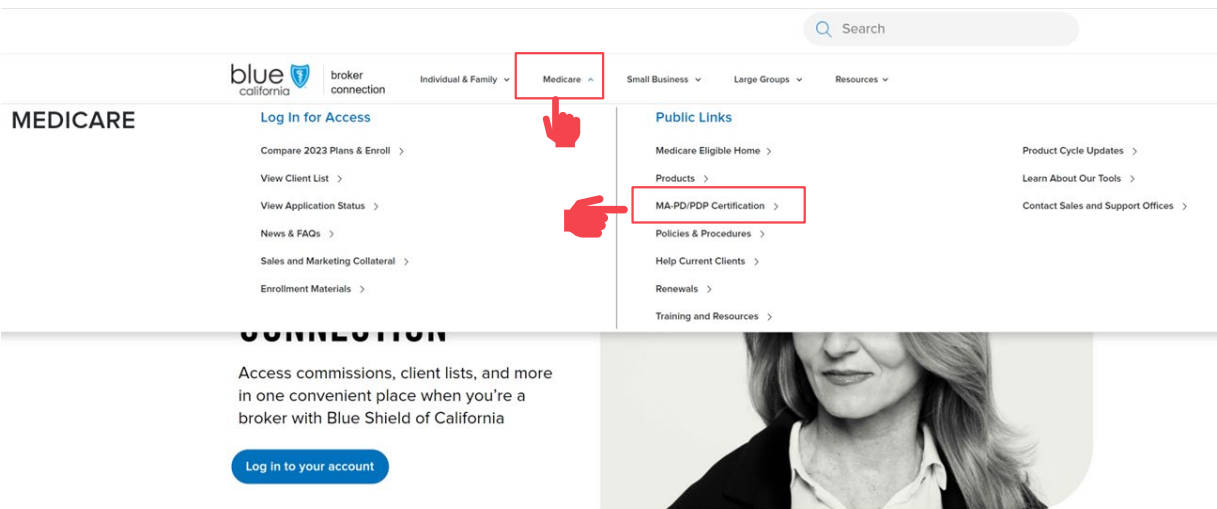 Search
blue
california
broker
connection
Individual & Family
Medicare
Small Business
Large Groups
Resources
MEDICARE
Log In for Access
Compare 2023 Plans & Enroll
View Client List
View Application Status
News & FAQs
Sales and Marketing Collateral
Enrollment Materials
Public Links
Medicare Eligible Home
Products
MA-PD/PDP Certification
Policies & Procedures
Help Current Clients
Renewals
Training and Resources
Product Cycle Updates
Learn About Our Tools
Contact Sales and Support Offices
CONNECTION
Access commissions, client lists, and more
in one convenient place when you're a
broker with Blue Shield of California
Log in to your account